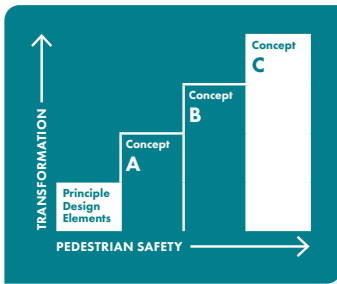 Concept
C
Concept
B
Concept
A
Principle
Design
Elements
TRANSFORMATION
PEDESTRIAN SAFETY